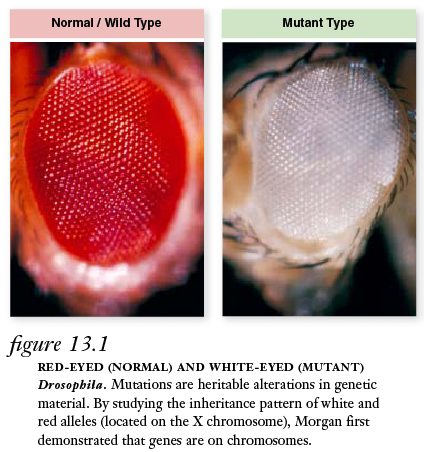 Normal / Wild Type
Mutant Type
figure 13.1
RED-EYED (NORMAL) AND WHITE-EYED (MUTANT)
Drosophila. Mutations are heritable alterations in genetic
material. By studying the inheritance pattern of white and
red alleles (located on the X chromosome), Morgan first
demonstrated that genes are on chromosomes.